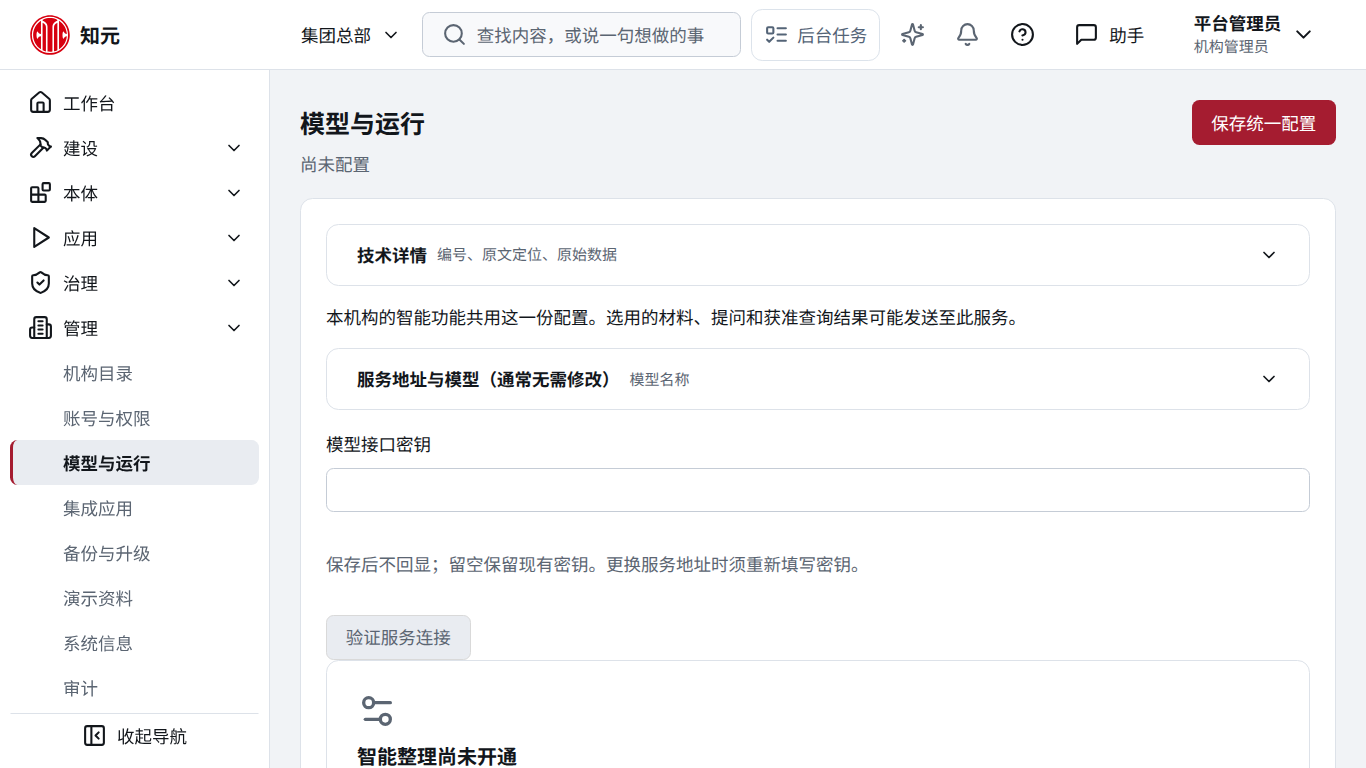 知元
集团总部
查找内容，或说一句想做的事
后台任务
助手
平台管理员
机构管理员
工作台
建设
本体
应用
治理
管理
机构目录
账号与权限
模型与运行
集成应用
备份与升级
演示资料
系统信息
审计
收起导航
模型与运行
保存统一配置
尚未配置
技术详情 编号、原文定位、原始数据
本机构的智能功能共用这一份配置。选用的材料、提问和获准查询结果可能发送至此服务。
服务地址与模型（通常无需修改） 模型名称
模型接口密钥
保存后不回显；留空保留现有密钥。更换服务地址时须重新填写密钥。
验证服务连接
智能整理尚未开通